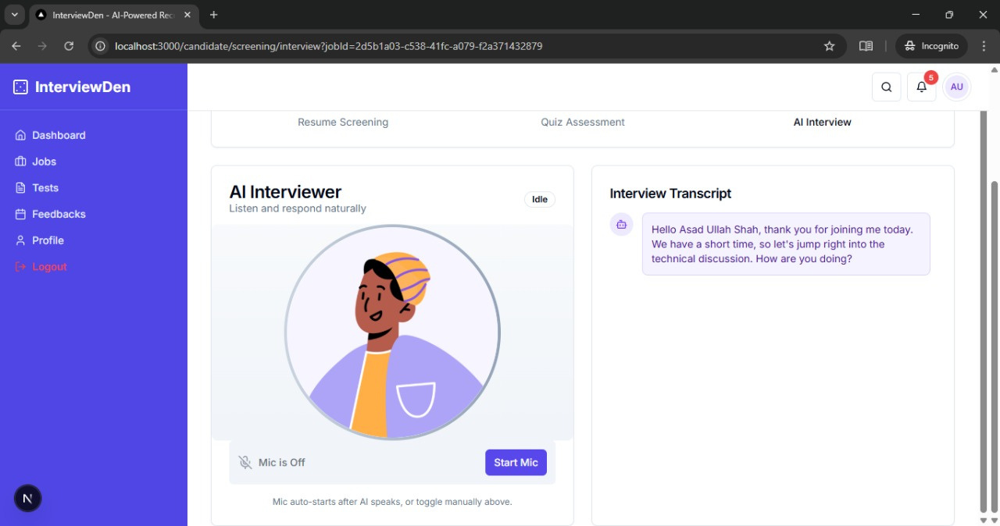 InterviewDen - AI-Powered Rec
localhost:3000/candidate/screening/interview?jobId=2d5b1a03-c538-41fc-a079-f2a371432879
Incognito
InterviewDen
5
AU
Dashboard
Jobs
Tests
Feedbacks
Profile
Logout
N
Resume Screening
Quiz Assessment
AI Interview
AI Interviewer
Listen and respond naturally
Idle
Mic is Off
Start Mic
Mic auto-starts after AI speaks, or toggle manually above.
Interview Transcript
Hello Asad Ullah Shah, thank you for joining me today.
We have a short time, so let's jump right into the
technical discussion. How are you doing?